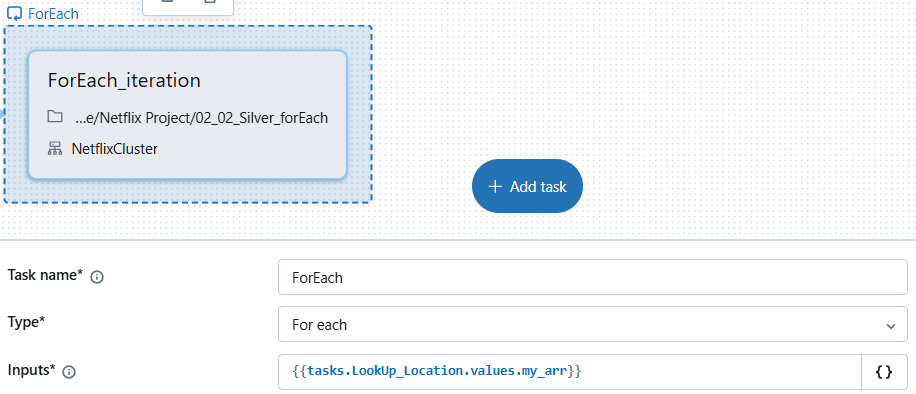 ForEach
ForEach_iteration
...e/Netflix Project/02_02_Silver_forEach
NetflixCluster
+ Add task
Task name*
ForEach
Type*
For each
Inputs*
{{tasks.LookUp_Location.values.my_arr}}
{}